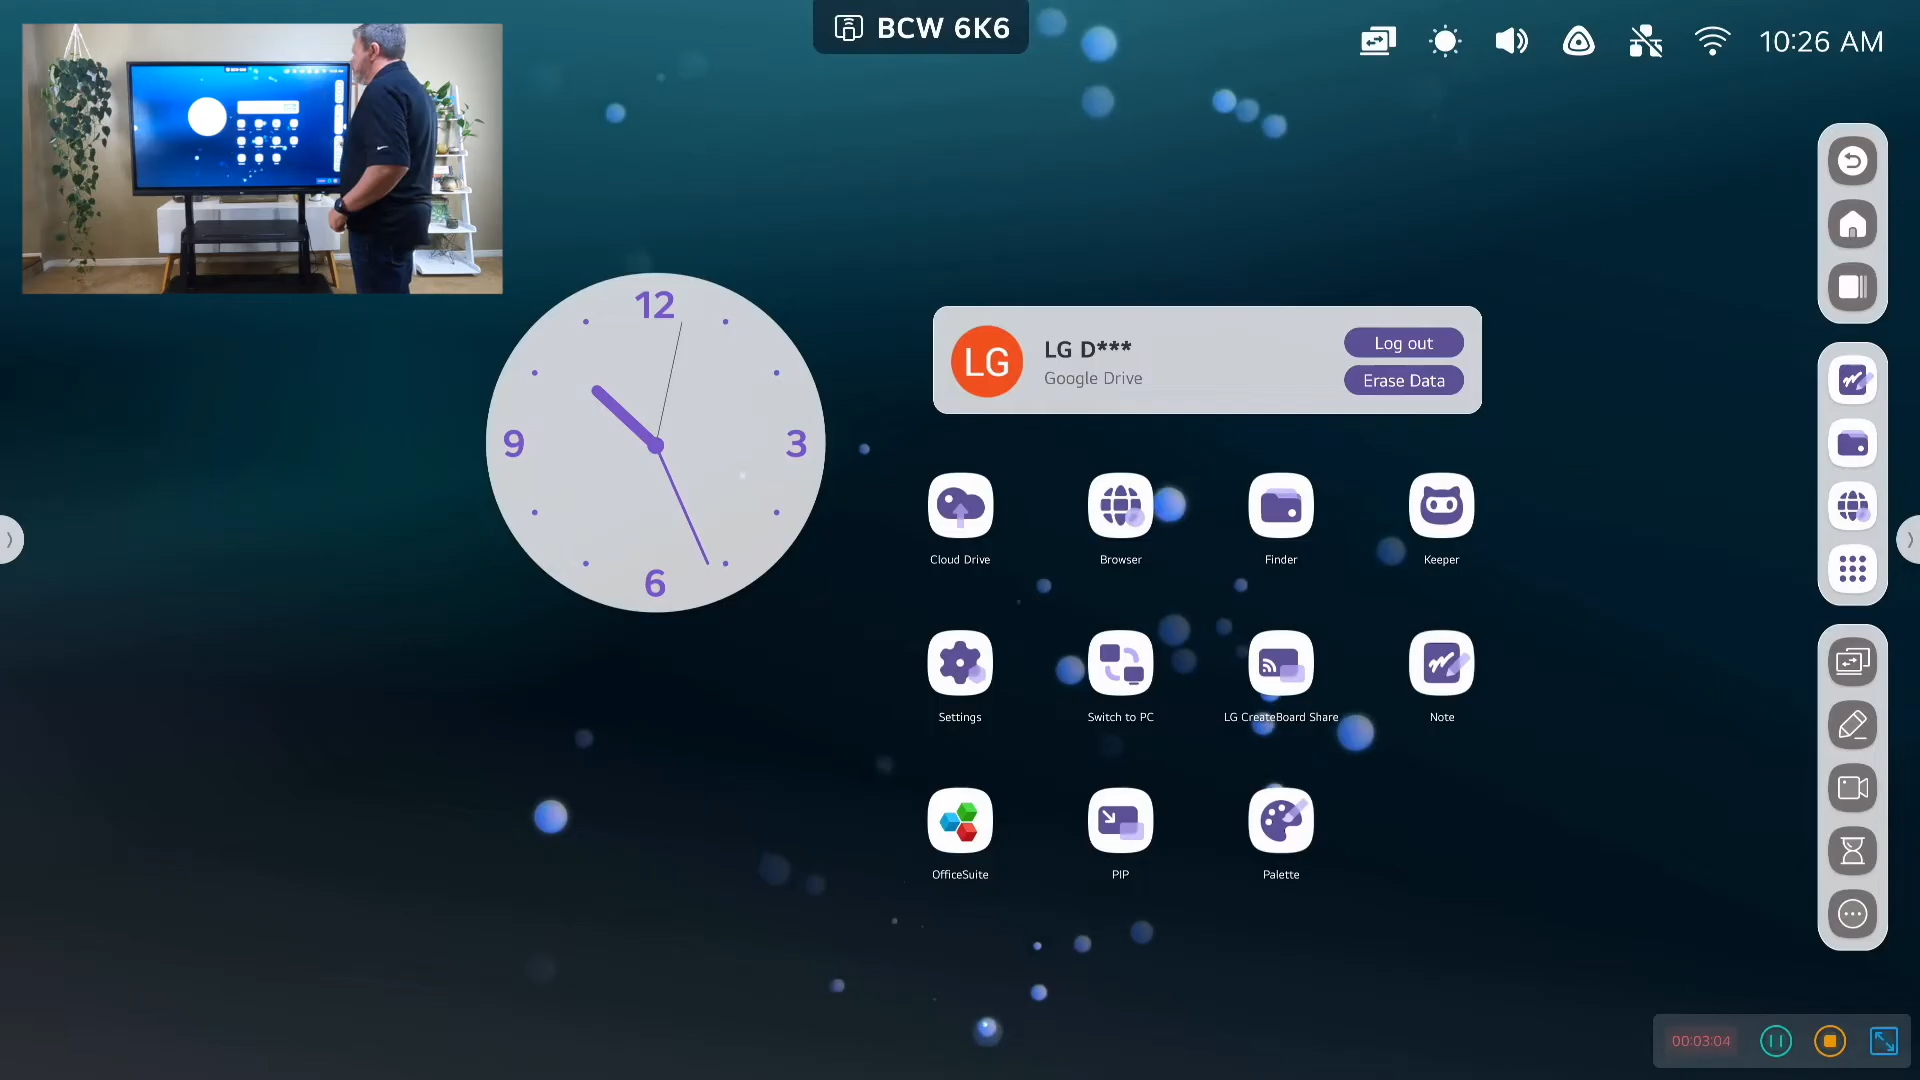 BCW 6K6
10:26 AM
12
9
3
6
LG
LG D***
Google Drive
Log out
Erase Data
Cloud Drive
Browser
Finder
Keeper
Settings
Switch to PC
LG CreateBoard Share
Note
OfficeSuite
PIP
Palette
00:03:04